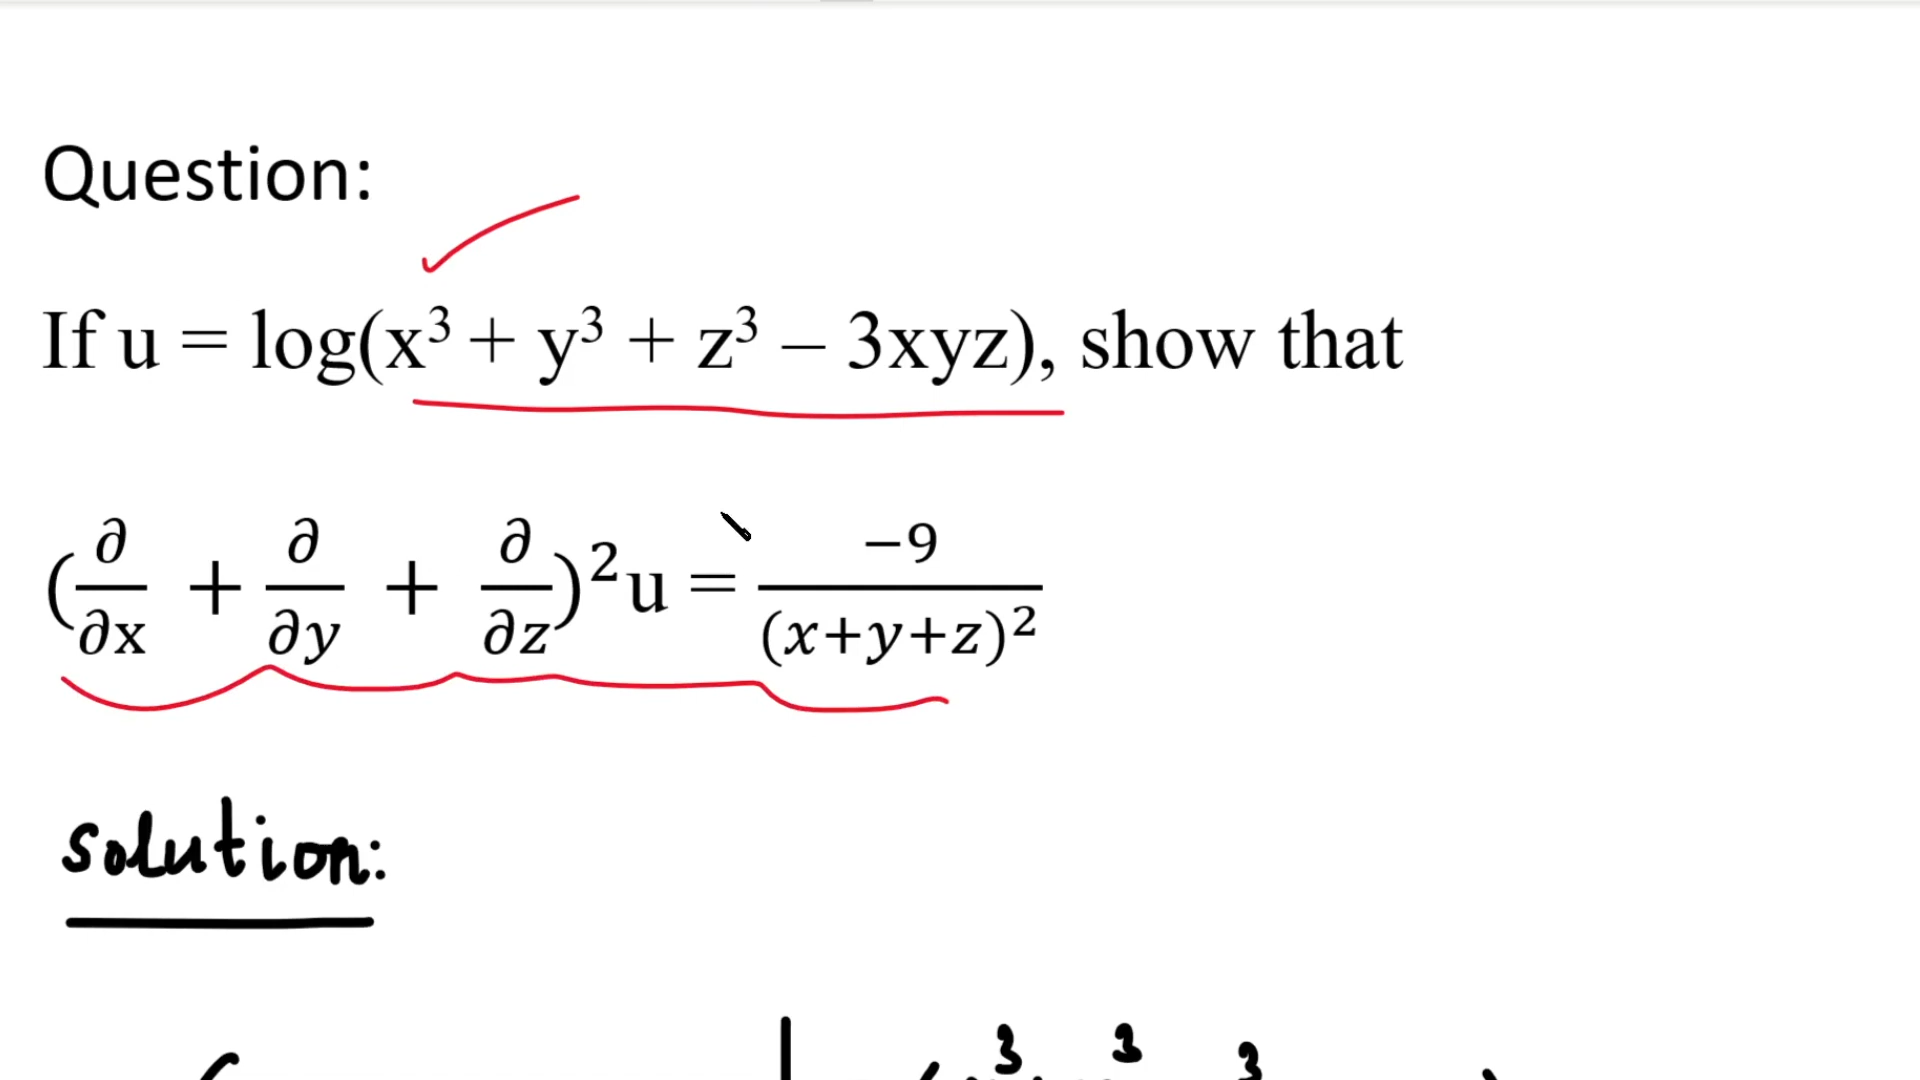 Question:
If u = log(x³ + y³ + z³ – 3xyz), show that
(∂/∂x + ∂/∂y + ∂/∂z)²u = −9/(x+y+z)²
solution: